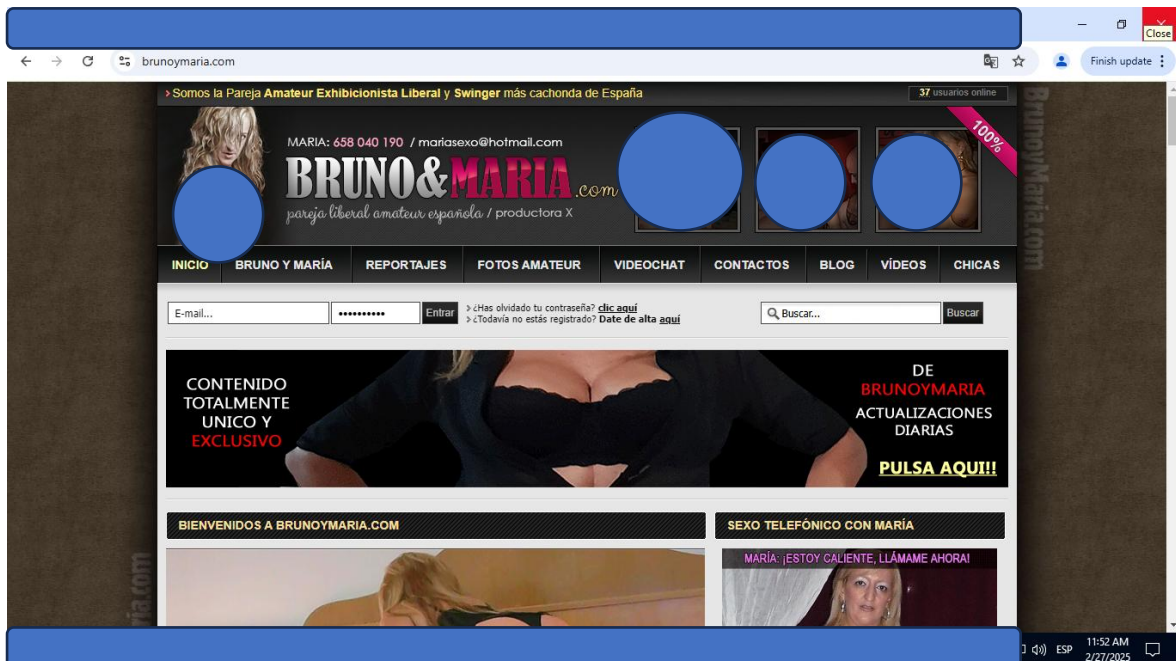 Close
brunoymaria.com
Finish update
› Somos la Pareja Amateur Exhibicionista Liberal y Swinger más cachonda de España
37 usuarios online
MARIA: 658 040 190 / mariasexo@hotmail.com
100%
BRUNO&MARIA.com
pareja liberal amateur española / productora X
BrunoyMaria.com
INICIO BRUNO Y MARÍA REPORTAJES FOTOS AMATEUR VIDEOCHAT CONTACTOS BLOG VÍDEOS CHICAS
E-mail...
••••••••••
Entrar
› ¿Has olvidado tu contraseña? clic aquí
› ¿Todavía no estás registrado? Date de alta aquí
Buscar...
Buscar
CONTENIDO
TOTALMENTE
UNICO Y
EXCLUSIVO
DE
BRUNOYMARIA
ACTUALIZACIONES
DIARIAS
PULSA AQUI!!
BIENVENIDOS A BRUNOYMARIA.COM
SEXO TELEFÓNICO CON MARÍA
MARÍA: ¡ESTOY CALIENTE, LLÁMAME AHORA!
ESP
11:52 AM
2/27/2025